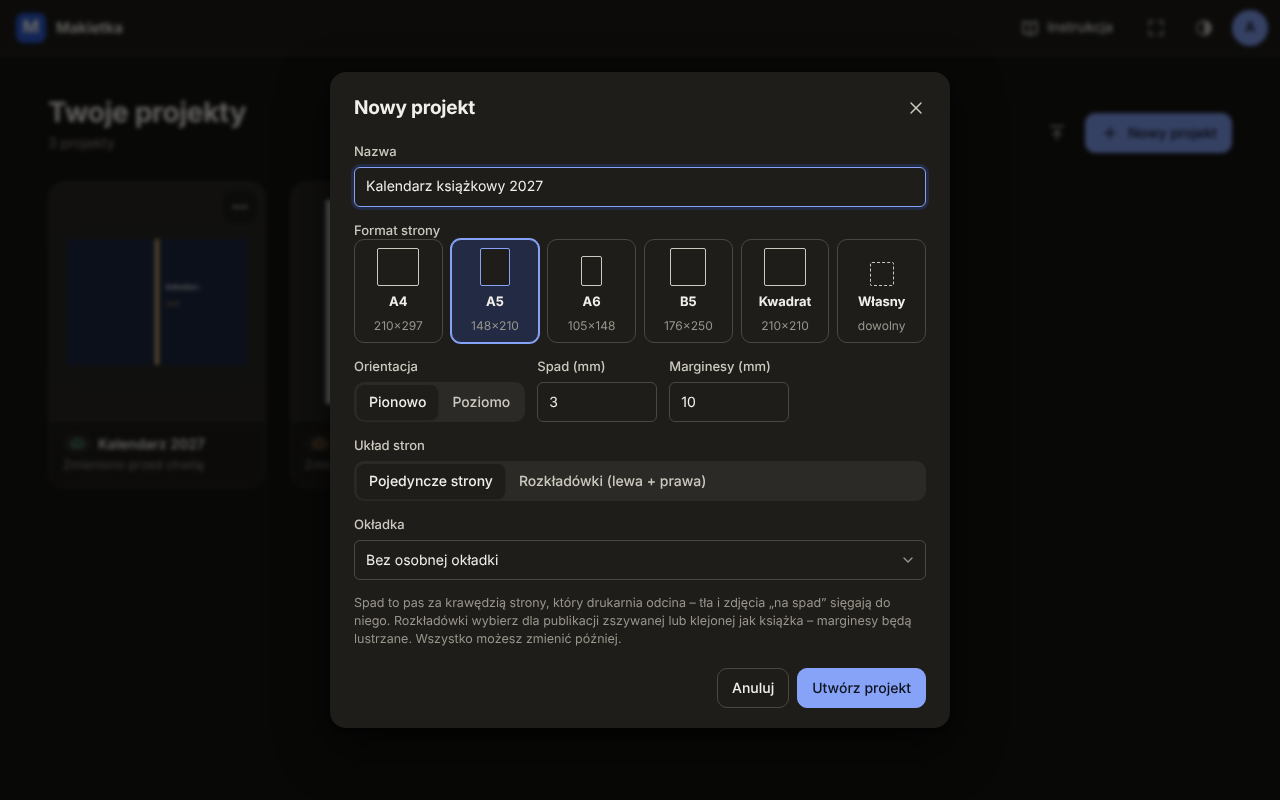 M Makietka
Instrukcja
A
Twoje projekty
3 projekty
Nowy projekt
Kalendarz 2027
Zmieniono przed chwilą
Nowy projekt
Nazwa
Kalendarz książkowy 2027
Format strony
A4 A5 A6 B5 Kwadrat Własny
210×297 148×210 105×148 176×250 210×210 dowolny
Orientacja Spad (mm) Marginesy (mm)
Pionowo Poziomo 3 10
Układ stron
Pojedyncze strony Rozkładówki (lewa + prawa)
Okładka
Bez osobnej okładki
Spad to pas za krawędzią strony, który drukarnia odcina – tła i zdjęcia „na spad” sięgają do
niego. Rozkładówki wybierz dla publikacji zszywanej lub klejonej jak książka – marginesy będą
lustrzane. Wszystko możesz zmienić później.
Anuluj Utwórz projekt